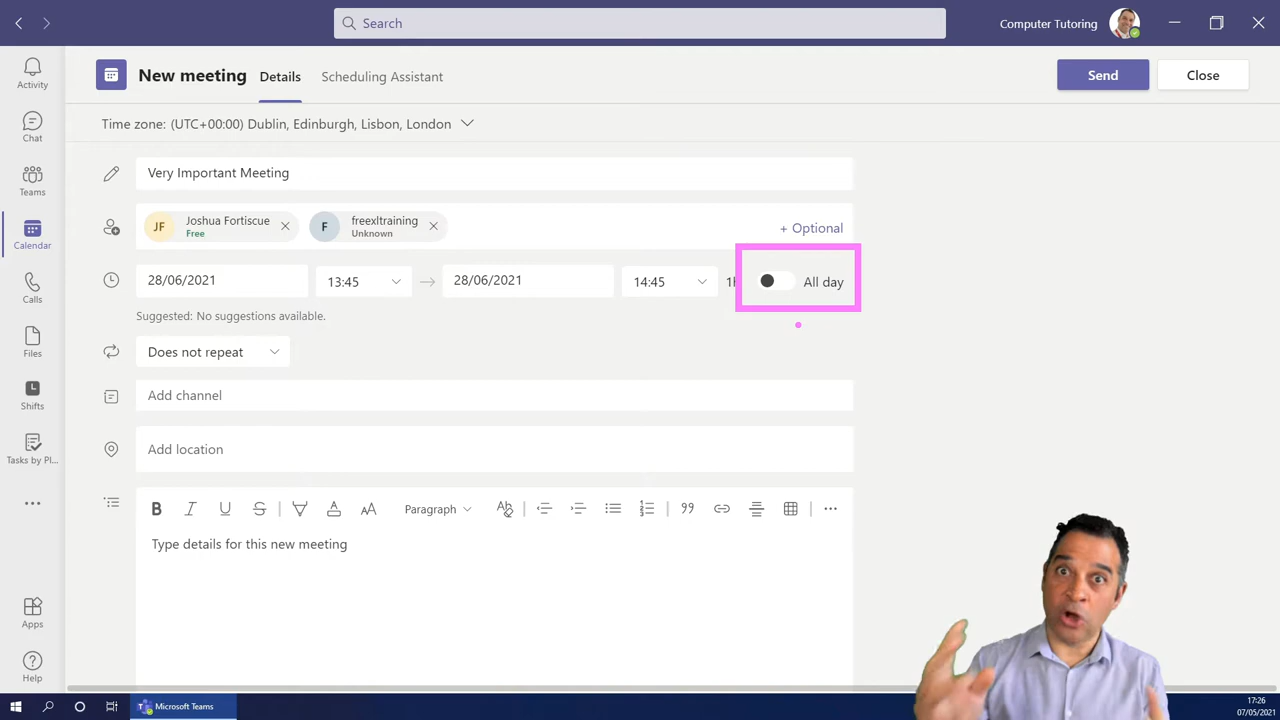 Search
Computer Tutoring
Activity
Chat
Teams
Calendar
Calls
Files
Shifts
Tasks by Pl...
Apps
Help
New meeting
Details
Scheduling Assistant
Send
Close
Time zone: (UTC+00:00) Dublin, Edinburgh, Lisbon, London
Very Important Meeting
JF
Joshua Fortiscue
Free
F
freexltraining
Unknown
+ Optional
28/06/2021
13:45
28/06/2021
14:45
All day
Suggested: No suggestions available.
Does not repeat
Add channel
Add location
B I U S A AA Paragraph
Type details for this new meeting
Microsoft Teams
17:26
07/05/2021